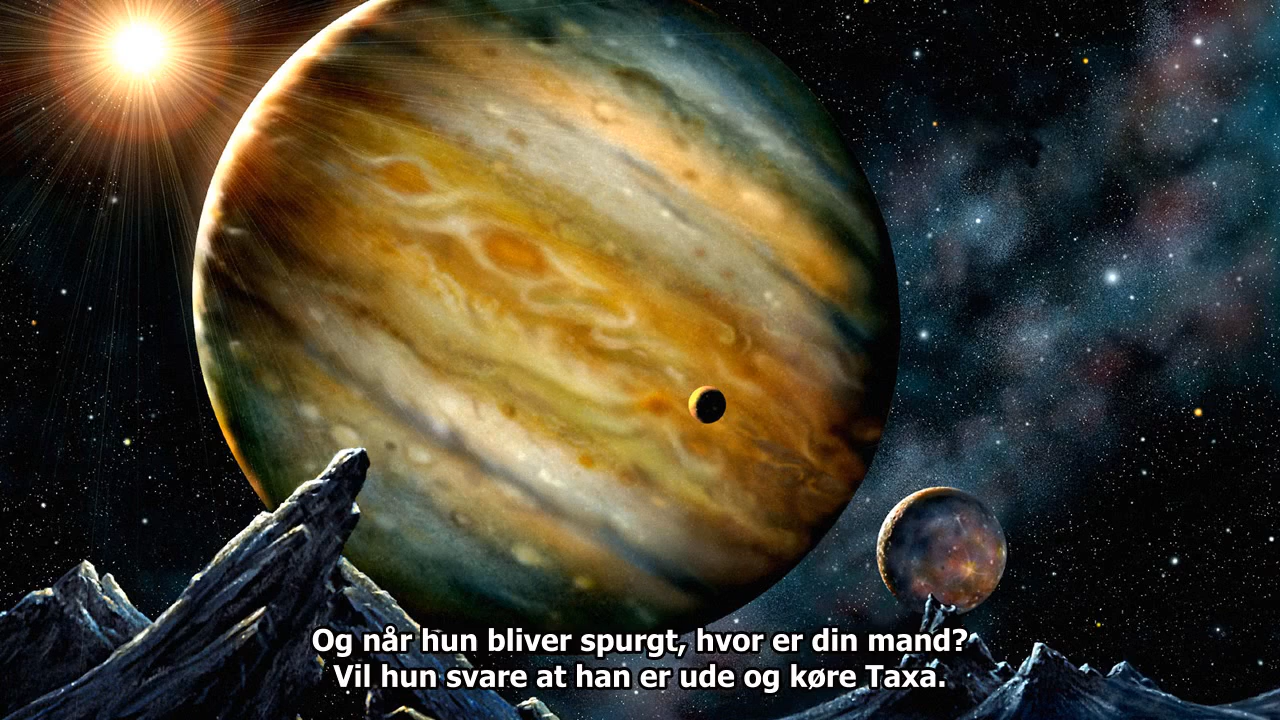 Og når hun bliver spurgt, hvor er din mand?
Vil hun svare at han er ude og køre Taxa.